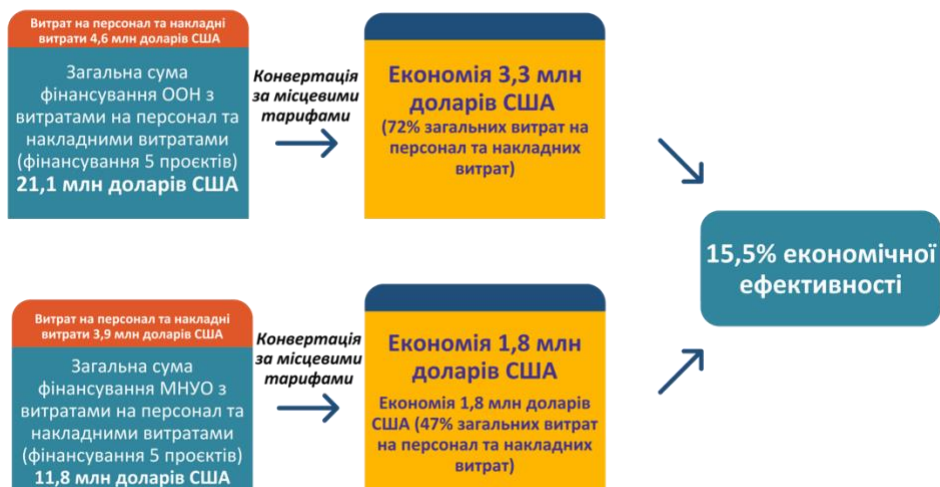 Витрат на персонал та накладні
витрати 4,6 млн доларів США
Загальна сума
фінансування ООН з
витратами на персонал та
накладними витратами
(фінансування 5 проєктів)
21,1 млн доларів США
Конвертація
за місцевими
тарифами
Економія 3,3 млн
доларів США
(72% загальних витрат на
персонал та накладних
витрат)
15,5% економічної
ефективності
Витрат на персонал та накладні
витрати 3,9 млн доларів США
Загальна сума
фінансування МНУО з
витратами на персонал та
накладними витратами
(фінансування 5 проєктів)
11,8 млн доларів США
Конвертація
за місцевими
тарифами
Економія 1,8 млн
доларів США
Економія 1,8 млн доларів
США (47% загальних витрат
на персонал та накладних
витрат)